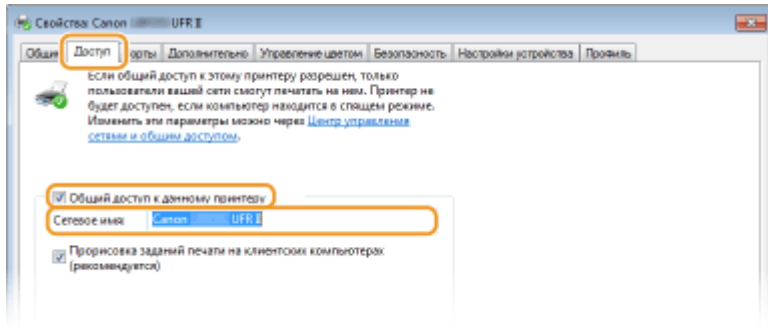 Свойства: Canon UFR II
Общие Доступ Порты Дополнительно Управление цветом Безопасность Настройки устройства Профиль
Если общий доступ к этому принтеру разрешен, только
пользователи вашей сети смогут печатать на нем. Принтер не
будет доступен, если компьютер находится в спящем режиме.
Изменить эти параметры можно через Центр управления
сетями и общим доступом.
Общий доступ к данному принтеру
Сетевое имя: Canon UFR II
Прорисовка заданий печати на клиентских компьютерах
(рекомендуется)